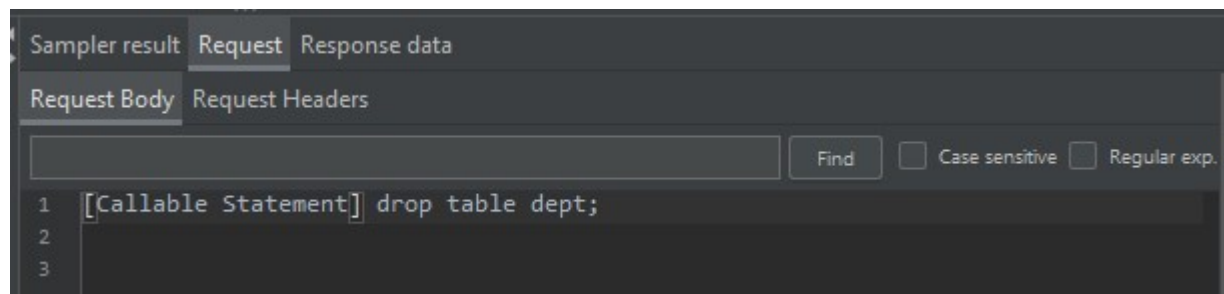 Sampler result Request Response data
Request Body Request Headers
Find Case sensitive Regular exp.
1 [Callable Statement] drop table dept;
2
3